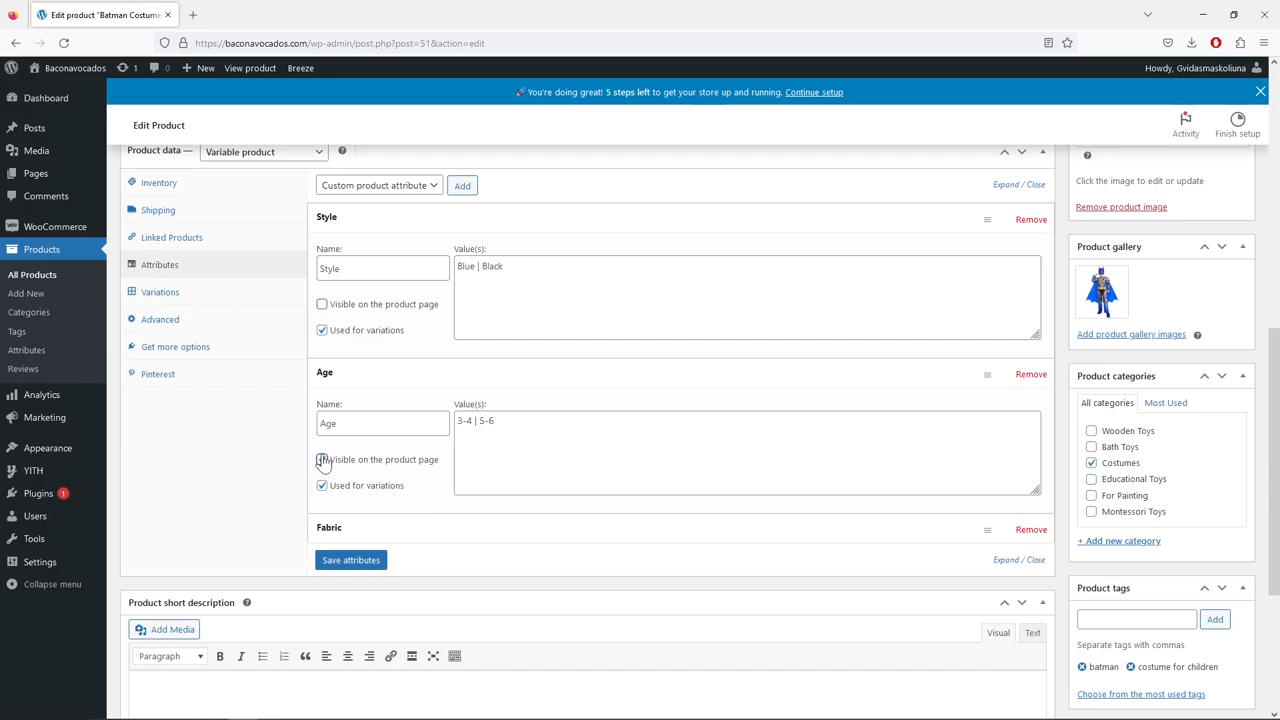 Edit product "Batman Costume
https://baconavocados.com/wp-admin/post.php?post=51&action=edit
Baconavocados
1
New
View product
Breeze
Howdy, Gvidasmaskoliuna
🚀 You're doing great! 5 steps left to get your store up and running. Continue setup
Dashboard
Posts
Media
Pages
Comments
WooCommerce
Products
All Products
Add New
Categories
Tags
Attributes
Reviews
Analytics
Marketing
Appearance
YITH
Plugins 1
Users
Tools
Settings
Collapse menu
Edit Product
Activity
Finish setup
Product data —
Variable product
Inventory
Shipping
Linked Products
Attributes
Variations
Advanced
Get more options
Pinterest
Custom product attribute
Add
Expand / Close
Style
Remove
Name:
Value(s):
Style
Blue | Black
Visible on the product page
Used for variations
Age
Remove
Name:
Value(s):
Age
3-4 | 5-6
Visible on the product page
Used for variations
Fabric
Remove
Save attributes
Expand / Close
Product short description
Add Media
Visual
Text
Paragraph
B
I
Click the image to edit or update
Remove product image
Product gallery
Add product gallery images
Product categories
All categories
Most Used
Wooden Toys
Bath Toys
Costumes
Educational Toys
For Painting
Montessori Toys
+ Add new category
Product tags
Add
Separate tags with commas
batman
costume for children
Choose from the most used tags